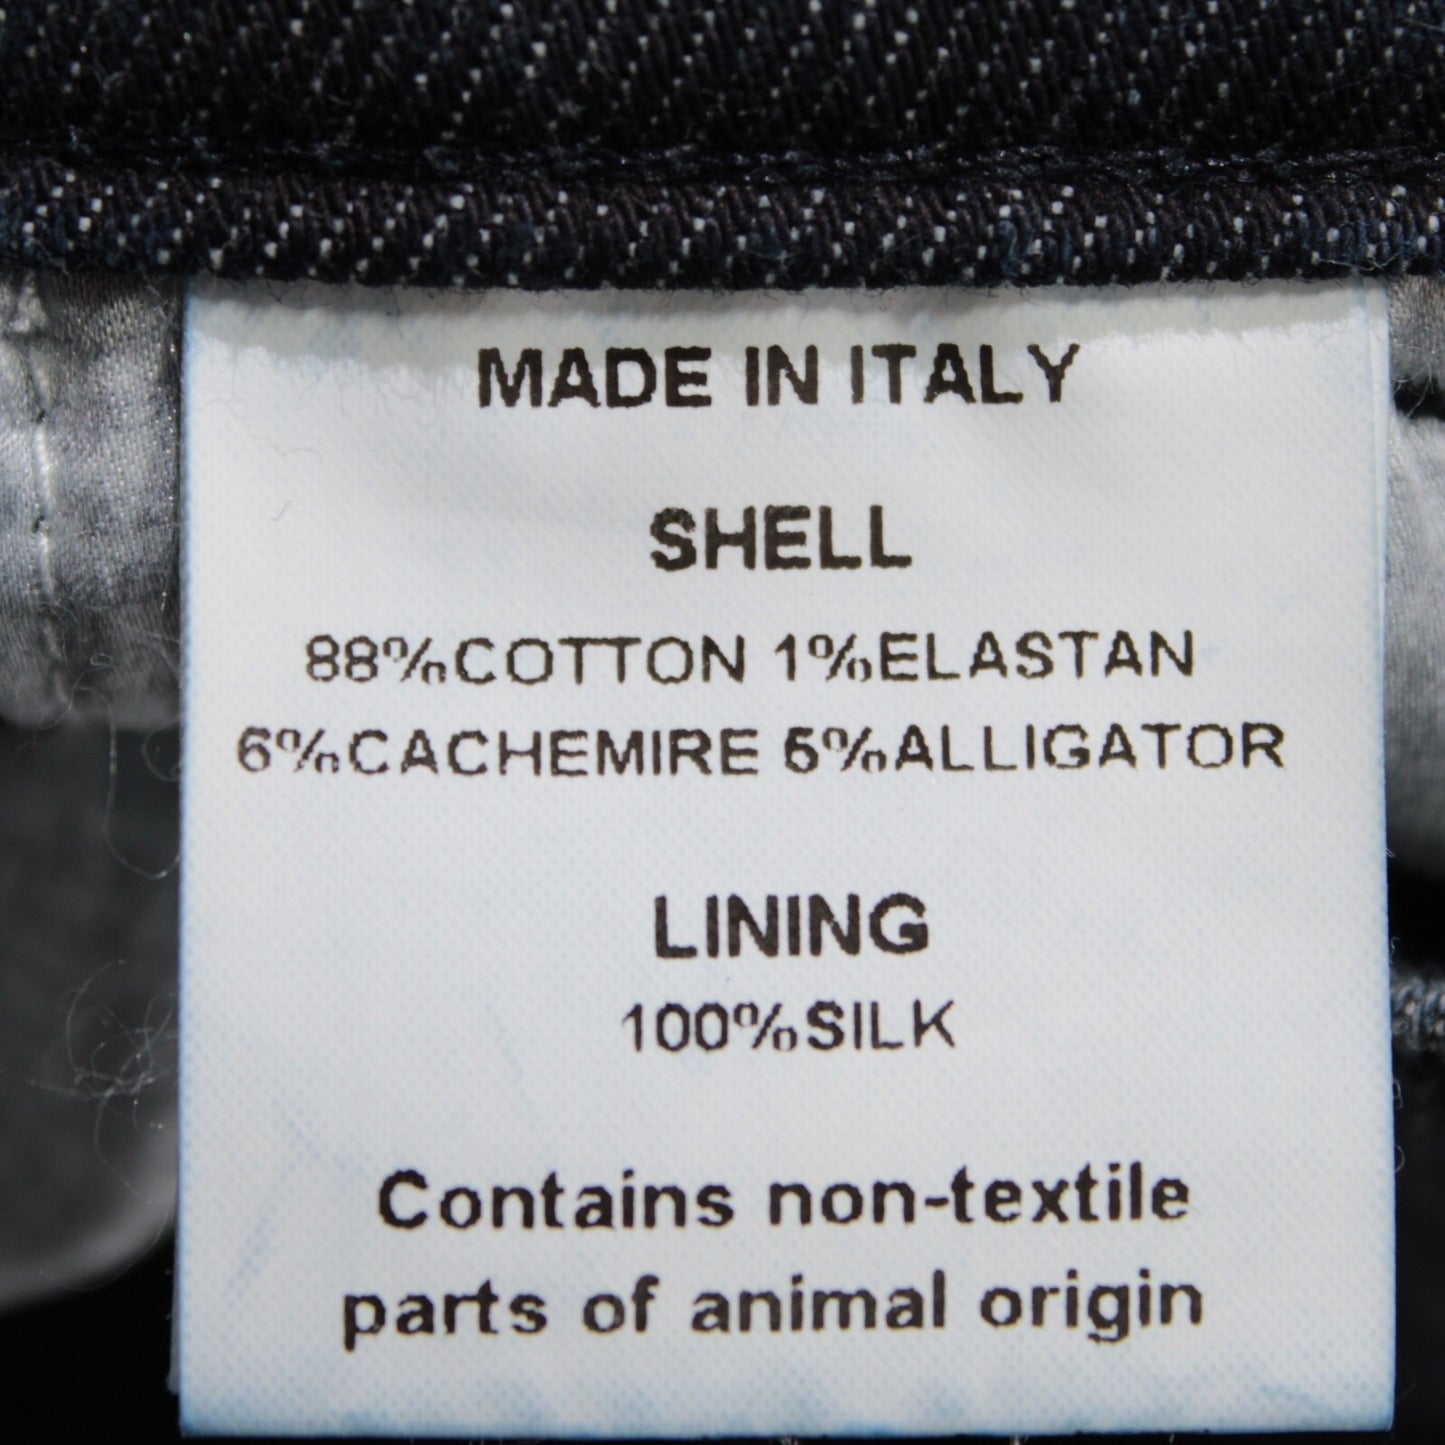 MADE IN ITALY
SHELL
88%COTTON 1%ELASTAN
6%CACHEMIRE 5%ALLIGATOR
LINING
100%SILK
Contains non-textile
parts of animal origin